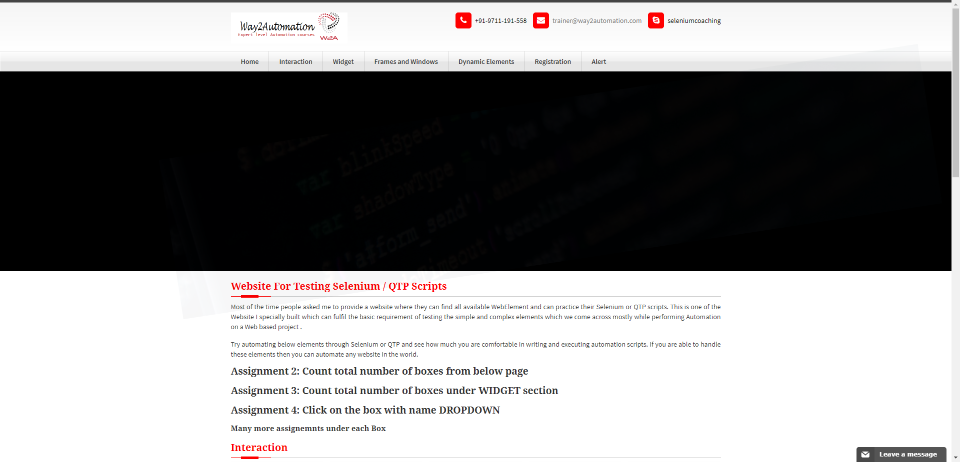 Way2Automation
Expert level Automation courses
Way2A
+91-9711-191-558
trainer@way2automation.com
seleniumcoaching
Home
Interaction
Widget
Frames and Windows
Dynamic Elements
Registration
Alert
var blinkSpeed
var shadowType
var
Website For Testing Selenium / QTP Scripts
Most of the time people asked me to provide a website where they can find all available WebElement and can practice their Selenium or QTP scripts. This is one of the
Website I specially built which can fulfil the basic requirement of testing the simple and complex elements which we come across mostly while performing Automation
on a Web based project .
Try automating below elements through Selenium or QTP and see how much you are comfortable in writing and executing automation scripts. If you are able to handle
these elements then you can automate any website in the world.
Assignment 2: Count total number of boxes from below page
Assignment 3: Count total number of boxes under WIDGET section
Assignment 4: Click on the box with name DROPDOWN
Many more assignemnts under each Box
Interaction
Leave a message